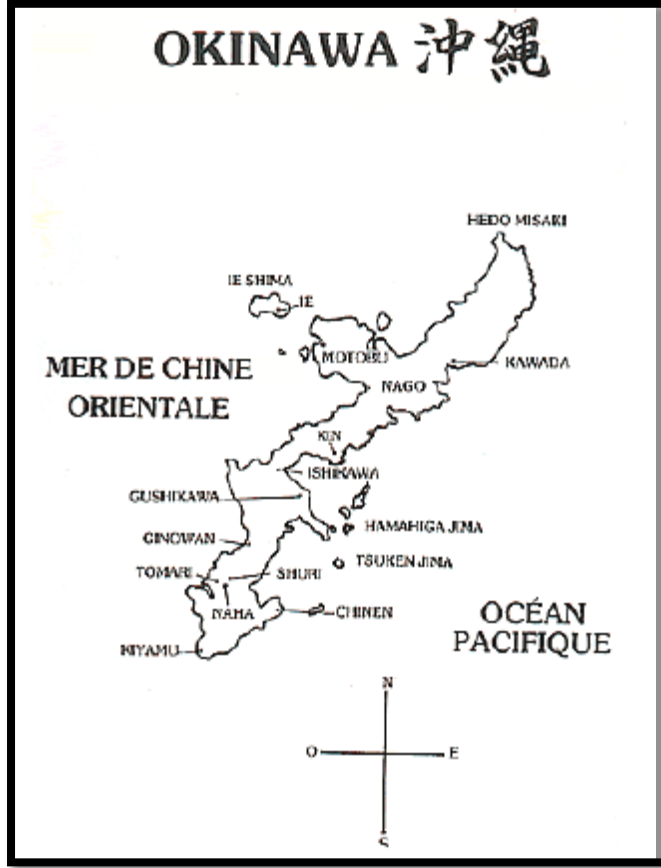 OKINAWA 沖縄
HEDO MISAKI
IE SHIMA
IE
MOTOBU
KAWADA
MER DE CHINE
ORIENTALE
NAGO
KIN
ISHIKAWA
GUSHIKAWA
HAMAHIGA JIMA
GINOWAN
TSUKEN JIMA
TOMARI
SHURI
NAHA
CHINEN
OCÉAN
PACIFIQUE
KIYAMU
N
O
E
S